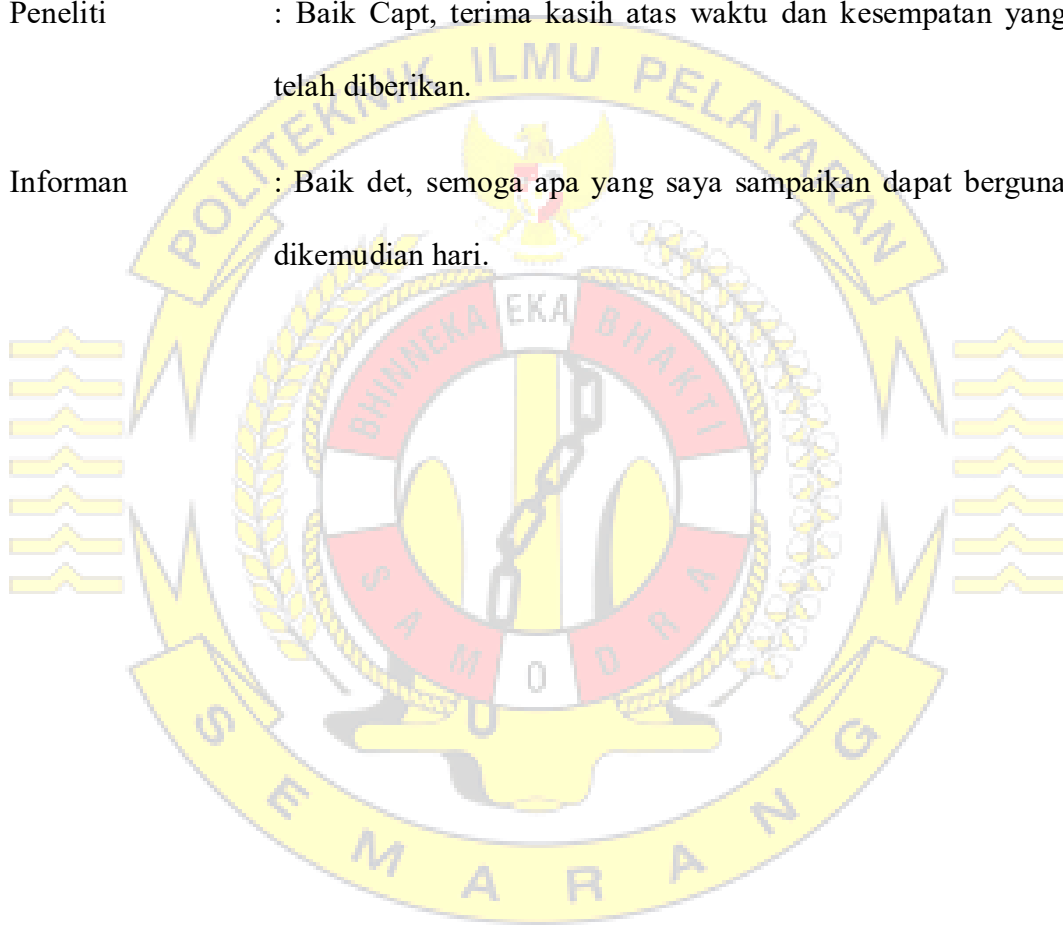 Peneliti : Baik Capt, terima kasih atas waktu dan kesempatan yang
telah diberikan.
Informan : Baik det, semoga apa yang saya sampaikan dapat berguna
dikemudian hari.
POLITEKNIK ILMU PELAYARAN
BHINNEKA EKA BHAKTI
SAMODRA
SEMARANG